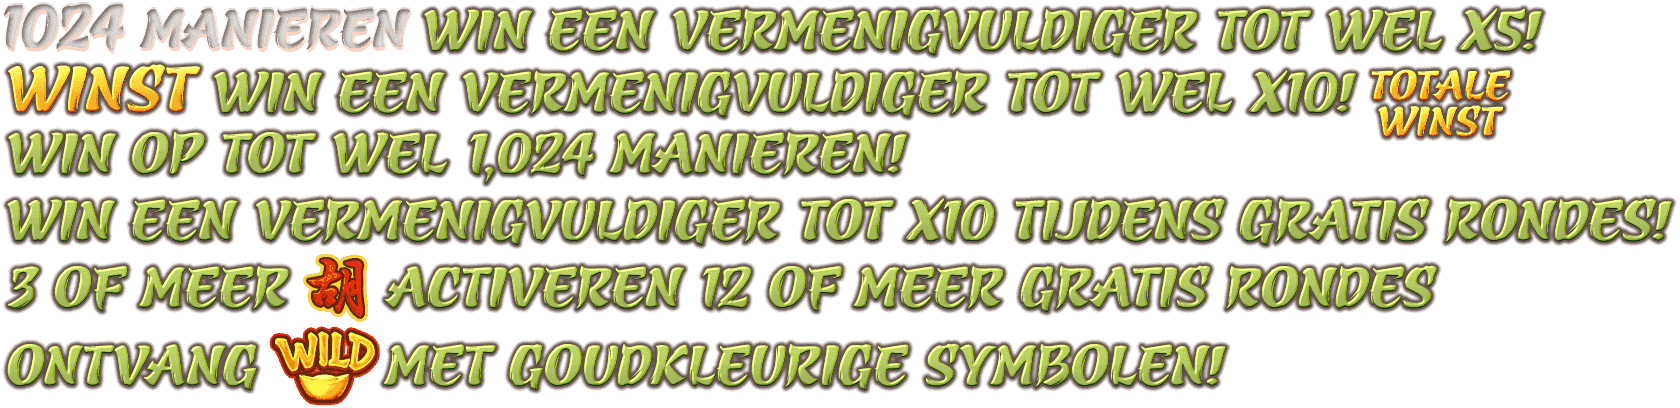 1024 MANIEREN WIN EEN VERMENIGVULDIGER TOT WEL X5!
WINST WIN EEN VERMENIGVULDIGER TOT WEL X10! TOTALE WINST
WIN OP TOT WEL 1,024 MANIEREN!
WIN EEN VERMENIGVULDIGER TOT X10 TIJDENS GRATIS RONDES!
3 OF MEER 胡 ACTIVEREN 12 OF MEER GRATIS RONDES
ONTVANG WILD MET GOUDKLEURIGE SYMBOLEN!